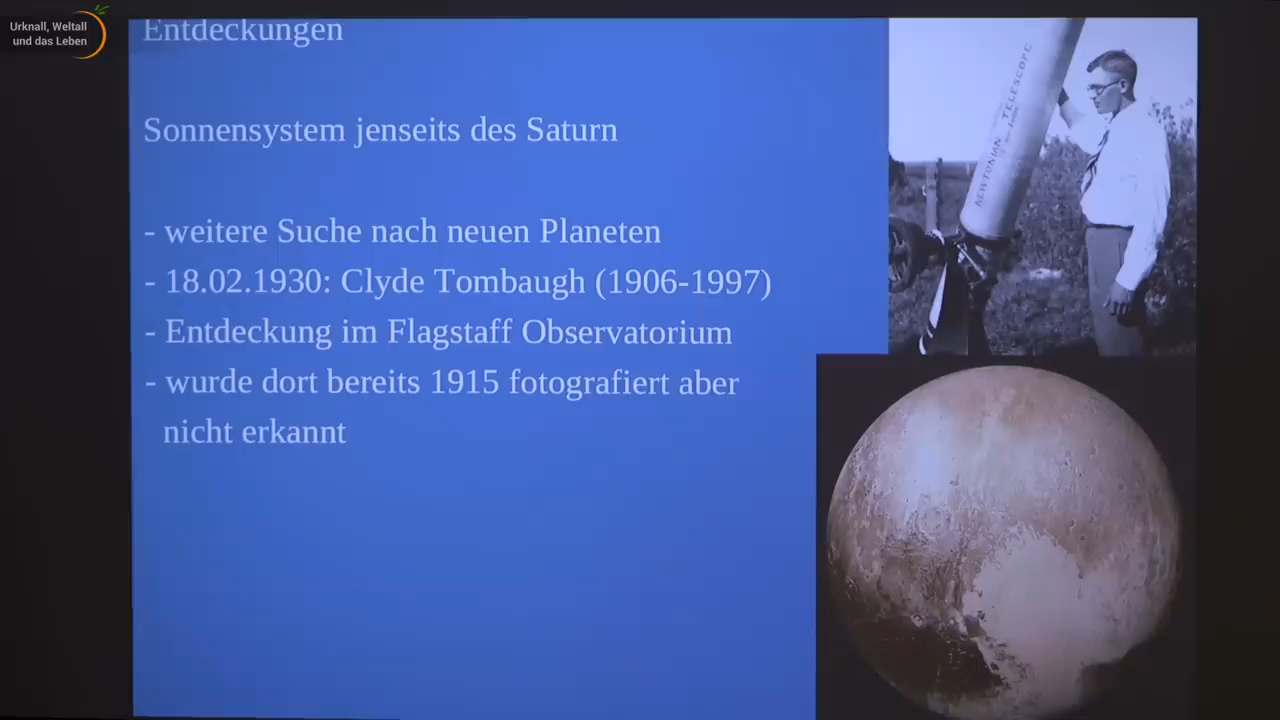 Urknall, Weltall
und das Leben
Entdeckungen
Sonnensystem jenseits des Saturn
- weitere Suche nach neuen Planeten
- 18.02.1930: Clyde Tombaugh (1906-1997)
- Entdeckung im Flagstaff Observatorium
- wurde dort bereits 1915 fotografiert aber
nicht erkannt
NEWTONIAN TELESCOPE